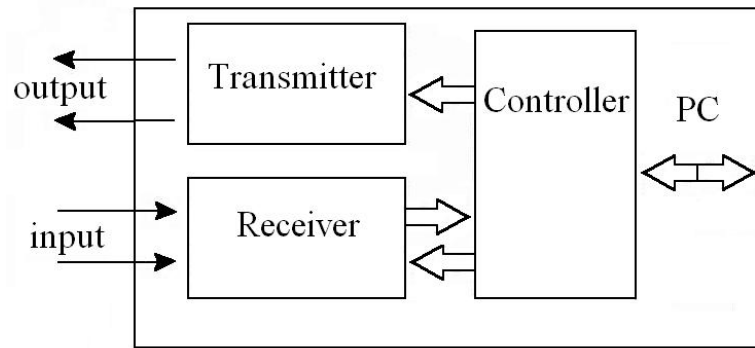 Transmitter
output
Controller
PC
Receiver
input